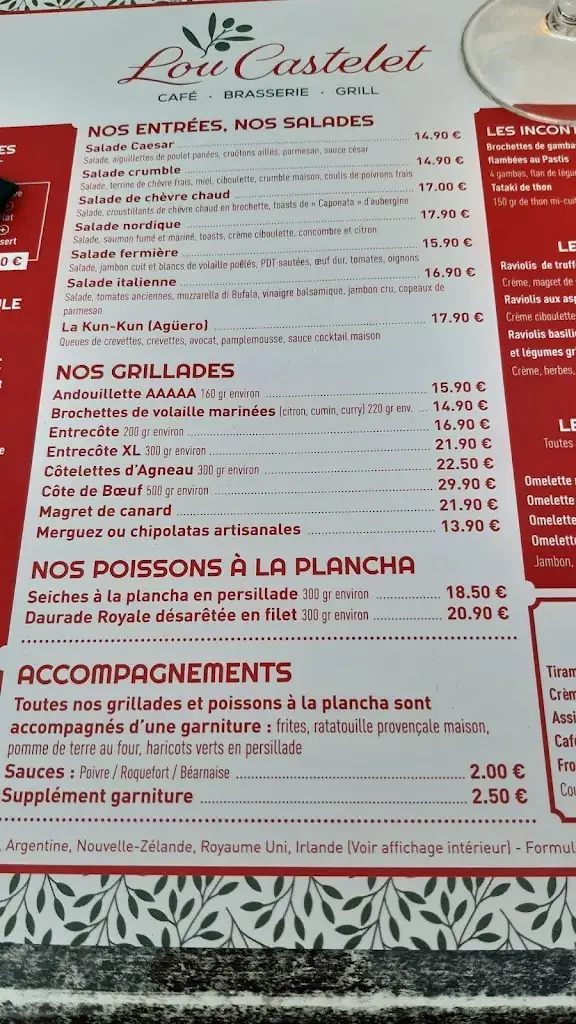 Lou Castelet
CAFÉ · BRASSERIE · GRILL
NOS ENTRÉES, NOS SALADES
Salade Caesar 14.90 €
Salade, aiguillettes de poulet panées, croûtons aillés, parmesan, sauce césar
Salade crumble 14.90 €
Salade, terrine de chèvre frais, miel, ciboulette, crumble maison, coulis de poivrons frais
Salade de chèvre chaud 17.00 €
Salade, croustillants de chèvre chaud en brochette, toasts de « Caponata » d'aubergine
Salade nordique 17.90 €
Salade, saumon fumé et mariné, toasts, crème ciboulette, concombre et citron
Salade fermière 15.90 €
Salade, jambon cuit et blancs de volaille poêlés, PDT sautées, œuf dur, tomates, oignons
Salade italienne 16.90 €
Salade, tomates anciennes, mozzarella di Bufala, vinaigre balsamique, jambon cru, copeaux de
parmesan
La Kun-Kun (Agüero) 17.90 €
Queues de crevettes, crevettes, avocat, pamplemousse, sauce cocktail maison
NOS GRILLADES
Andouillette AAAAA 160 gr environ 15.90 €
Brochettes de volaille marinées (citron, cumin, curry) 220 gr env. 14.90 €
Entrecôte 200 gr environ 16.90 €
Entrecôte XL 300 gr environ 21.90 €
Côtelettes d'Agneau 300 gr environ 22.50 €
Côte de Bœuf 500 gr environ 29.90 €
Magret de canard 21.90 €
Merguez ou chipolatas artisanales 13.90 €
NOS POISSONS À LA PLANCHA
Seiches à la plancha en persillade 300 gr environ 18.50 €
Daurade Royale désarêtée en filet 300 gr environ 20.90 €
ACCOMPAGNEMENTS
Toutes nos grillades et poissons à la plancha sont
accompagnés d'une garniture : frites, ratatouille provençale maison,
pomme de terre au four, haricots verts en persillade
Sauces : Poivre / Roquefort / Béarnaise 2.00 €
Supplément garniture 2.50 €
Argentine, Nouvelle-Zélande, Royaume Uni, Irlande (Voir affichage intérieur) - Formul
LES INCONT
Brochettes de gambas
flambées au Pastis
4 gambas, flan de légu
Tataki de thon
150 gr de thon mi-cui
LE
Raviolis de truff
Crème, magret de
Raviolis aux asp
Crème ciboulette
Raviolis basili
et légumes gr
Crème, herbes,
LE
Toutes
Omelette
Omelette
Omelette
Omelette
Jambon,
Tiram
Crèm
Assi
Café
Fro
Cou